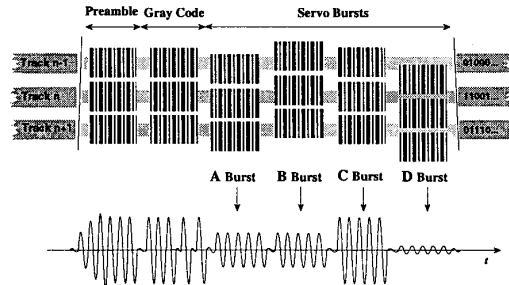 Preamble Gray Code Servo Bursts
Track n-1 01000...
Track n 11001...
Track n+1 01110...
A Burst B Burst C Burst D Burst
t